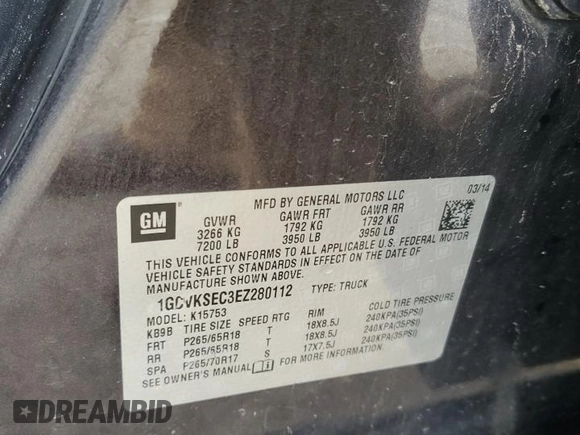 03/14
MFD BY GENERAL MOTORS LLC
GM
GVWR GAWR FRT GAWR RR
3266 KG 1792 KG 1792 KG
7200 LB 3950 LB 3950 LB
THIS VEHICLE CONFORMS TO ALL APPLICABLE U.S. FEDERAL MOTOR
VEHICLE SAFETY STANDARDS IN EFFECT ON THE DATE OF
MANUFACTURE SHOWN ABOVE.
1GCVKSEC3EZ280112 TYPE: TRUCK
MODEL: K15753
KB9B TIRE SIZE SPEED RTG RIM COLD TIRE PRESSURE
FRT P265/65R18 T 18X8.5J 240KPA(35PSI)
RR P265/65R18 T 18X8.5J 240KPA(35PSI)
SPA P265/70R17 S 17X7.5J 240KPA(35PSI)
SEE OWNER'S MANUAL FOR MORE INFORMATION.
DREAMBID